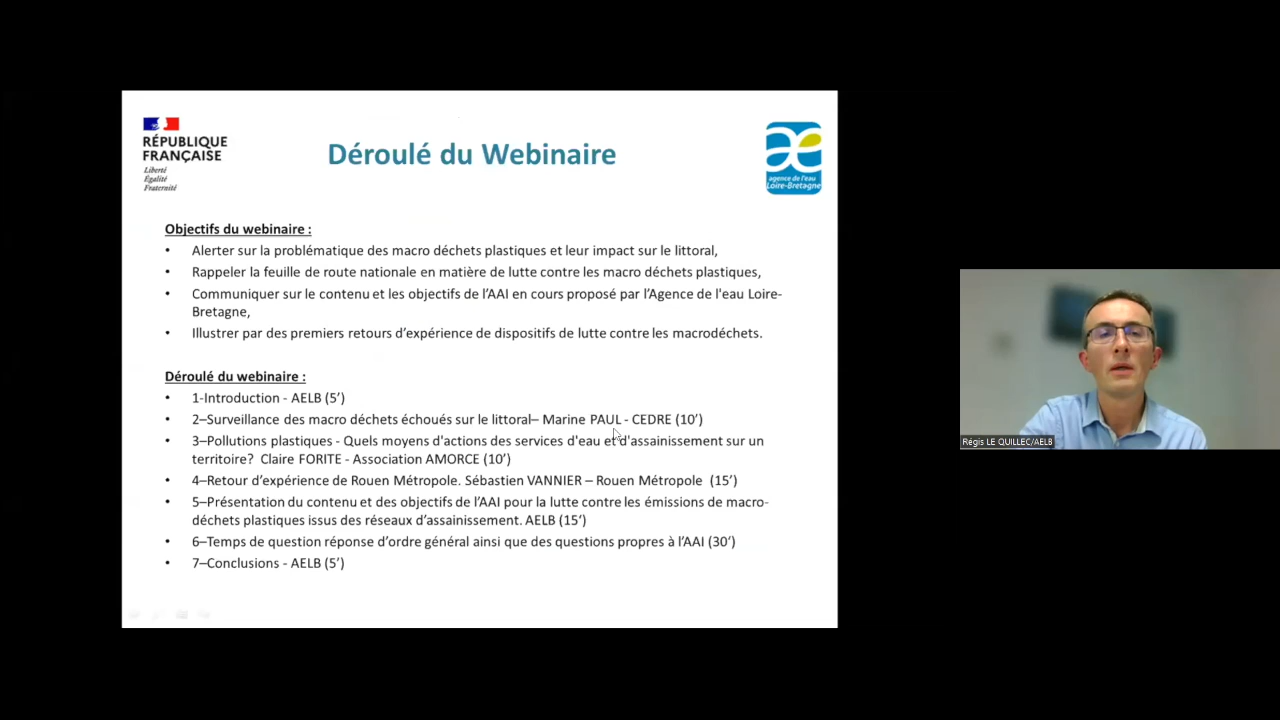 RÉPUBLIQUE
FRANÇAISE
Liberté
Égalité
Fraternité
Déroulé du Webinaire
agence de l'eau
Loire-Bretagne
Objectifs du webinaire :
• Alerter sur la problématique des macro déchets plastiques et leur impact sur le littoral,
• Rappeler la feuille de route nationale en matière de lutte contre les macro déchets plastiques,
• Communiquer sur le contenu et les objectifs de l’AAI en cours proposé par l’Agence de l'eau Loire-
Bretagne,
• Illustrer par des premiers retours d’expérience de dispositifs de lutte contre les macrodéchets.
Déroulé du webinaire :
• 1-Introduction - AELB (5’)
• 2–Surveillance des macro déchets échoués sur le littoral– Marine PAUL - CEDRE (10’)
• 3–Pollutions plastiques - Quels moyens d'actions des services d'eau et d'assainissement sur un
territoire? Claire FORITE - Association AMORCE (10’)
• 4–Retour d’expérience de Rouen Métropole. Sébastien VANNIER – Rouen Métropole (15’)
• 5–Présentation du contenu et des objectifs de l’AAI pour la lutte contre les émissions de macro-
déchets plastiques issus des réseaux d’assainissement. AELB (15‘)
• 6–Temps de question réponse d’ordre général ainsi que des questions propres à l’AAI (30‘)
• 7–Conclusions - AELB (5’)
Régis LE QUILLEC/AELB